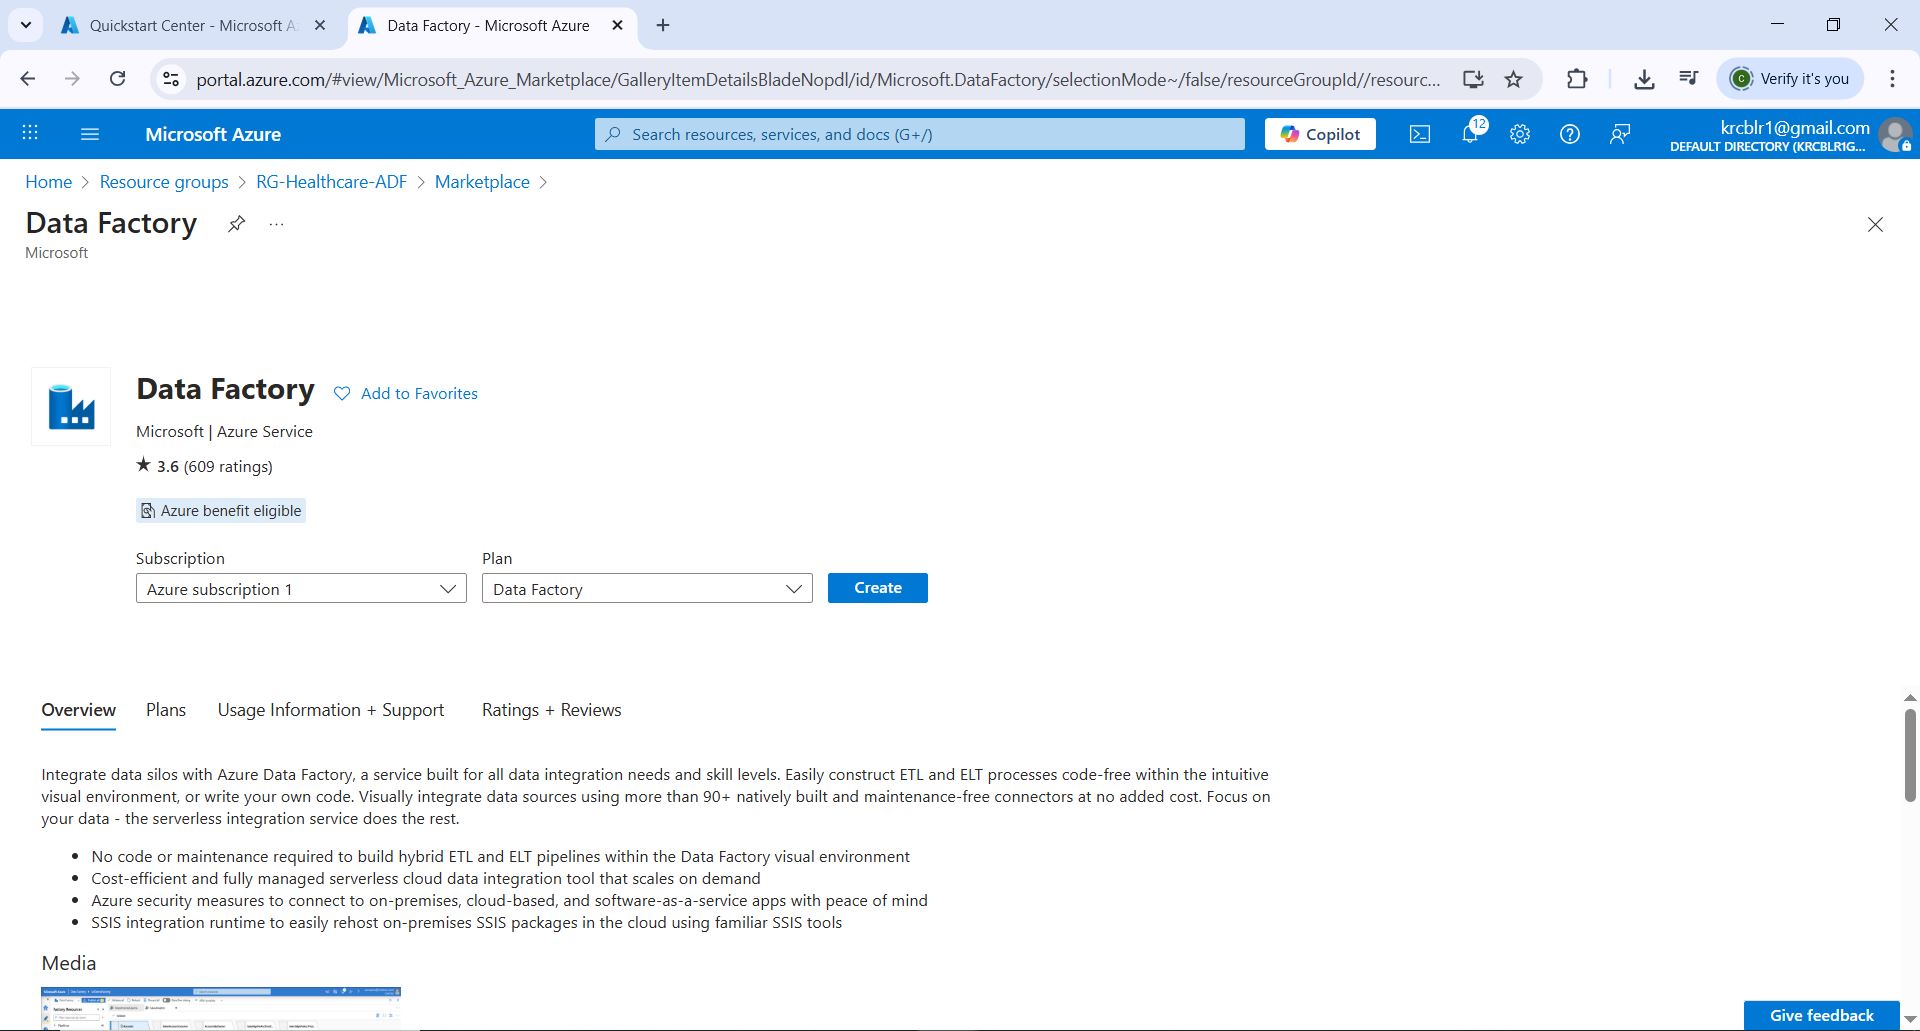 Quickstart Center - Microsoft A
Data Factory - Microsoft Azure
portal.azure.com/#view/Microsoft_Azure_Marketplace/GalleryItemDetailsBladeNopdl/id/Microsoft.DataFactory/selectionMode~/false/resourceGroupId//resourc...
C
Verify it's you
Microsoft Azure
Search resources, services, and docs (G+/)
Copilot
12
krcblr1@gmail.com
DEFAULT DIRECTORY (KRCBLR1G...
Home > Resource groups > RG-Healthcare-ADF > Marketplace >
Data Factory
...
Microsoft
Data Factory
Add to Favorites
Microsoft | Azure Service
★ 3.6 (609 ratings)
Azure benefit eligible
Subscription
Plan
Azure subscription 1
Data Factory
Create
Overview
Plans
Usage Information + Support
Ratings + Reviews
Integrate data silos with Azure Data Factory, a service built for all data integration needs and skill levels. Easily construct ETL and ELT processes code-free within the intuitive
visual environment, or write your own code. Visually integrate data sources using more than 90+ natively built and maintenance-free connectors at no added cost. Focus on
your data - the serverless integration service does the rest.
• No code or maintenance required to build hybrid ETL and ELT pipelines within the Data Factory visual environment
• Cost-efficient and fully managed serverless cloud data integration tool that scales on demand
• Azure security measures to connect to on-premises, cloud-based, and software-as-a-service apps with peace of mind
• SSIS integration runtime to easily rehost on-premises SSIS packages in the cloud using familiar SSIS tools
Media
Microsoft Azure
Factory Resources
Give feedback